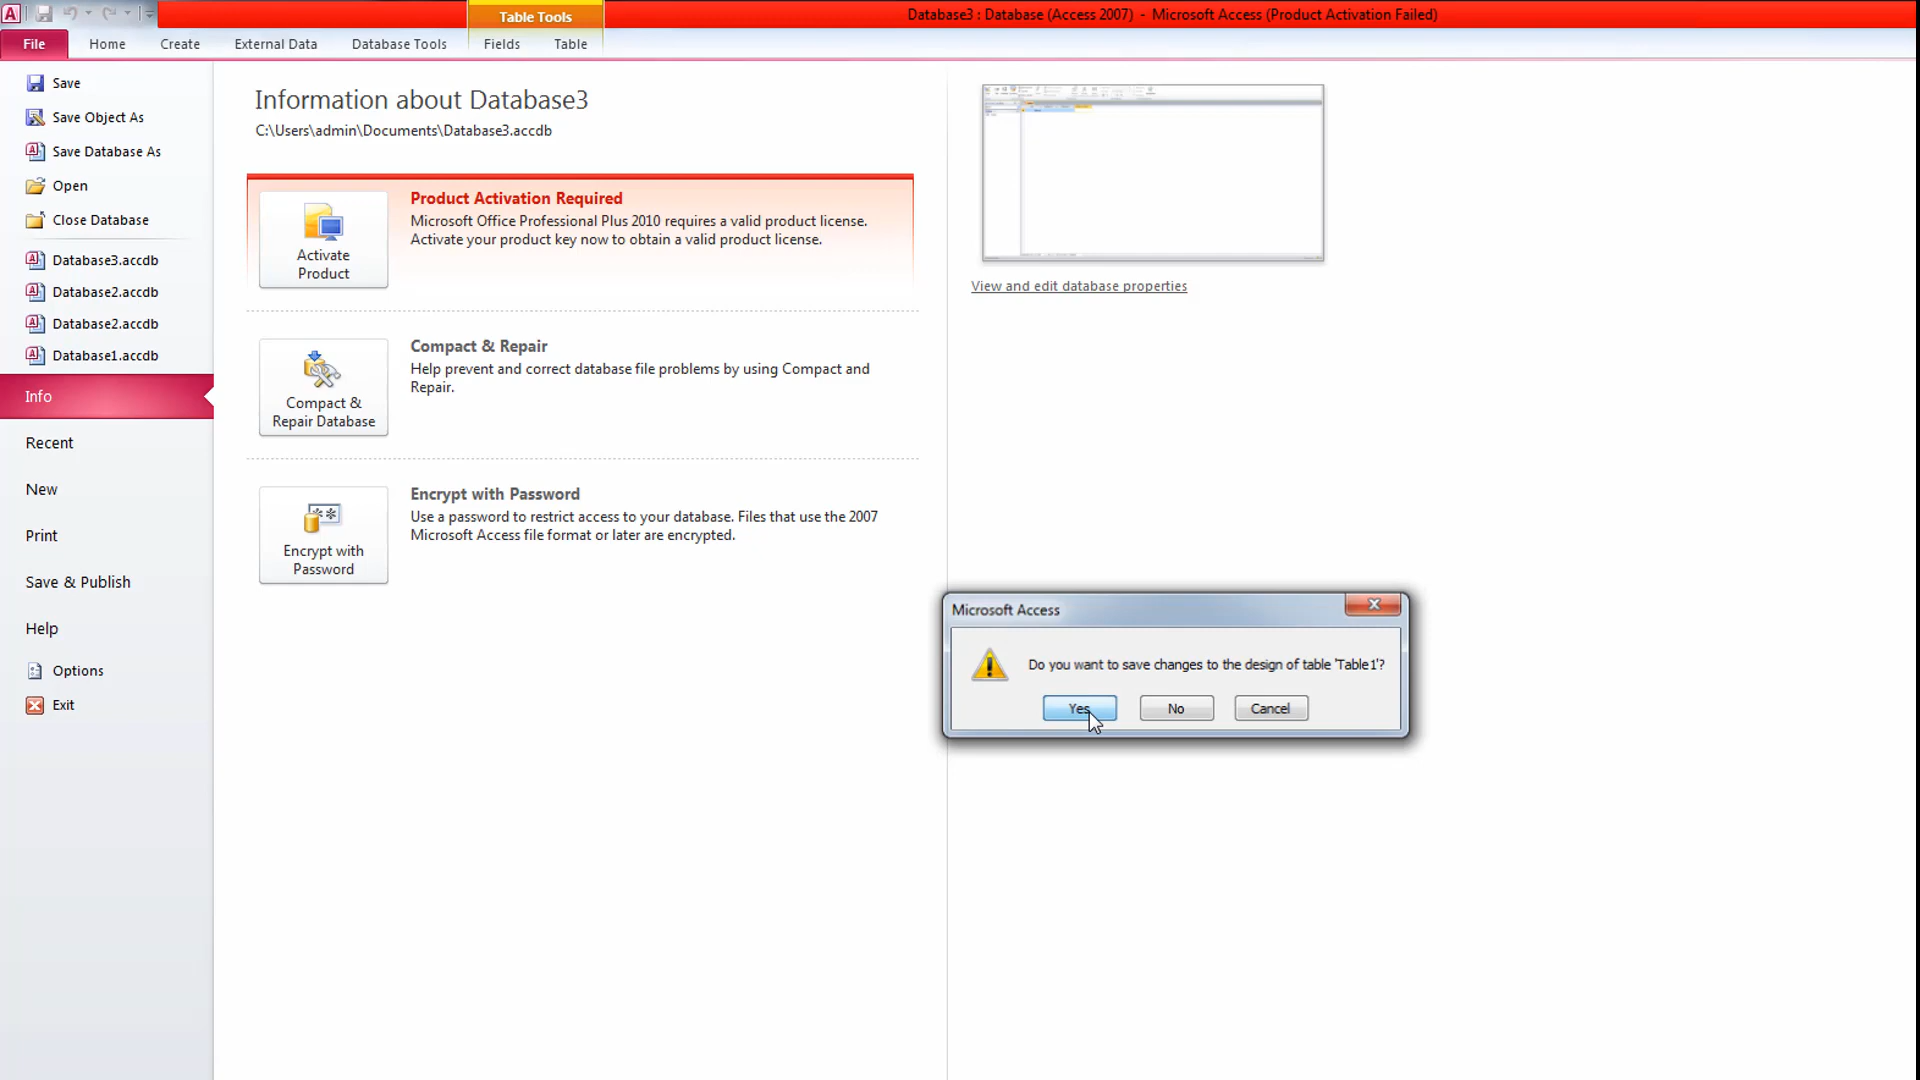 Table Tools
Database3 : Database (Access 2007) - Microsoft Access (Product Activation Failed)
File Home Create External Data Database Tools Fields Table
Save
Save Object As
Save Database As
Open
Close Database
Database3.accdb
Database2.accdb
Database2.accdb
Database1.accdb
Info
Recent
New
Print
Save & Publish
Help
Options
Exit
Information about Database3
C:\Users\admin\Documents\Database3.accdb
Activate
Product
Product Activation Required
Microsoft Office Professional Plus 2010 requires a valid product license.
Activate your product key now to obtain a valid product license.
Compact &
Repair Database
Compact & Repair
Help prevent and correct database file problems by using Compact and
Repair.
Encrypt with
Password
Encrypt with Password
Use a password to restrict access to your database. Files that use the 2007
Microsoft Access file format or later are encrypted.
View and edit database properties
Microsoft Access
Do you want to save changes to the design of table 'Table1'?
Yes No Cancel